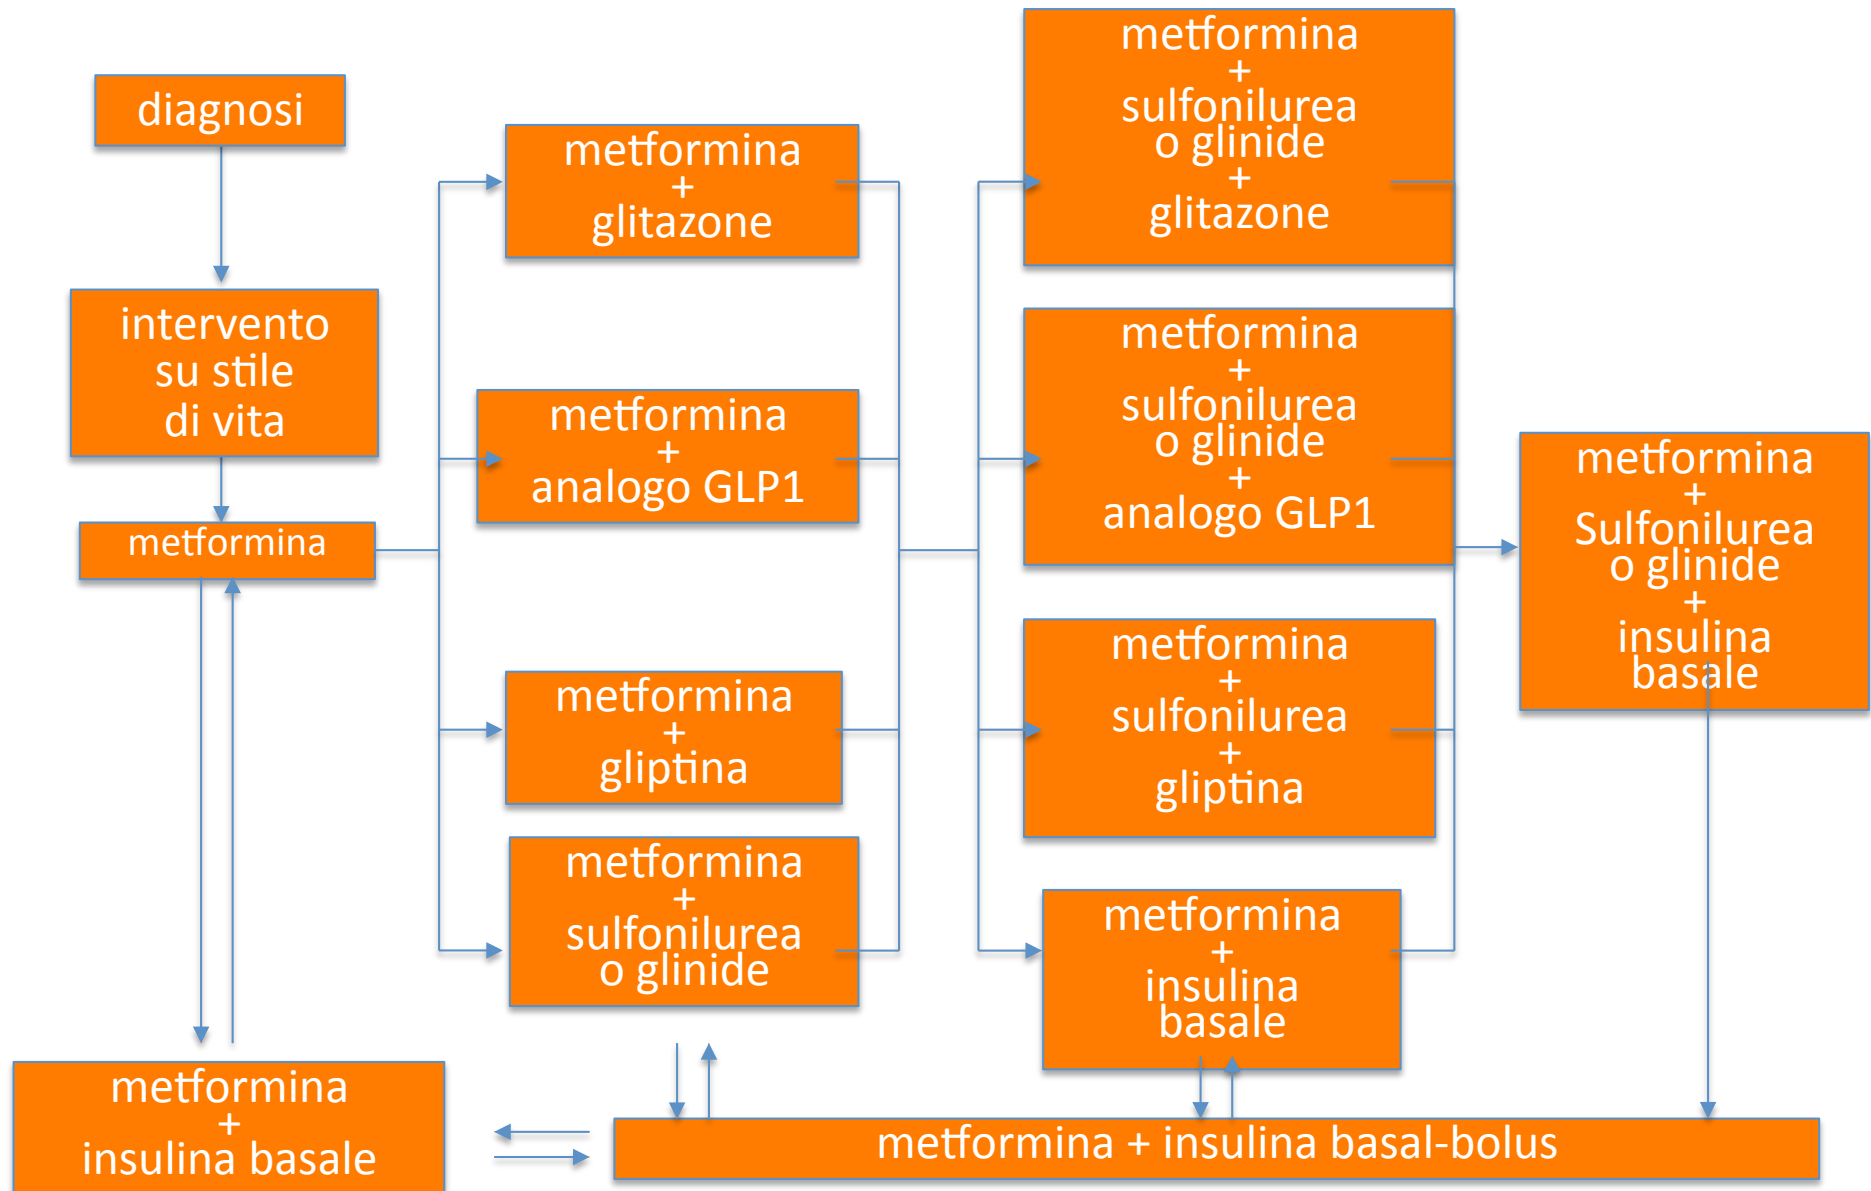 diagnosi
intervento
su stile
di vita
metformina
metformina
+
insulina basale
metformina
+
glitazone
metformina
+
analogo GLP1
metformina
+
gliptina
metformina
+
sulfonilurea
o glinide
metformina
+
sulfonilurea
o glinide
+
glitazone
metformina
+
sulfonilurea
o glinide
+
analogo GLP1
metformina
+
sulfonilurea
+
gliptina
metformina
+
insulina
basale
metformina
+
Sulfonilurea
o glinide
+
insulina
basale
metformina + insulina basal-bolus